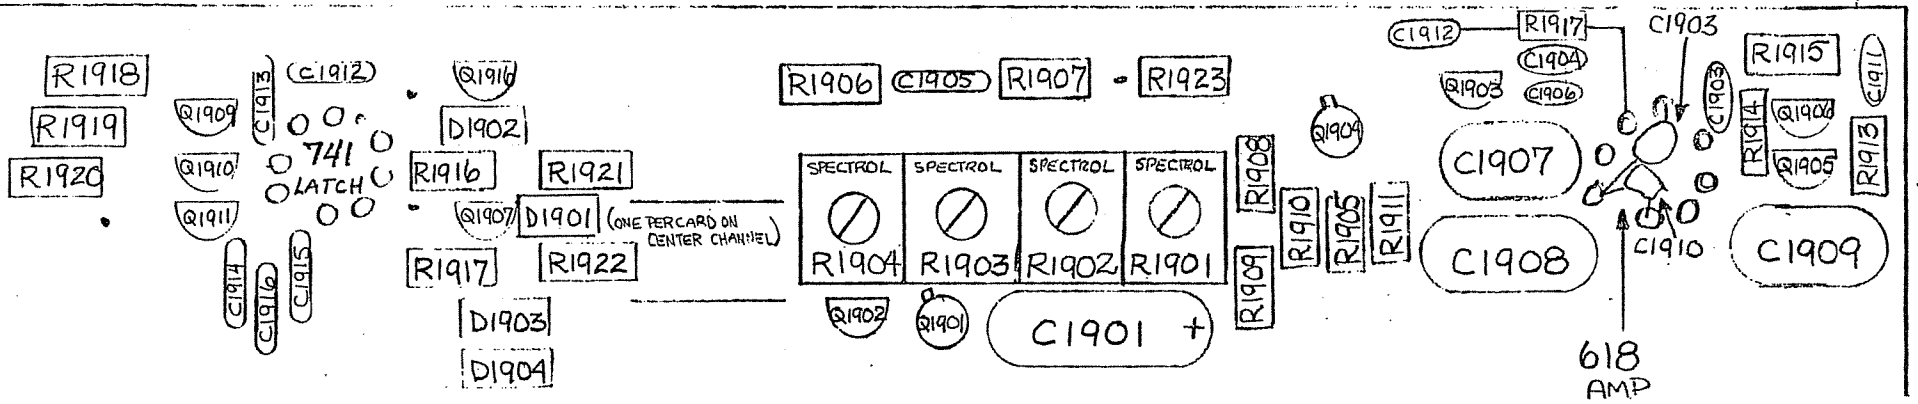 C1912
R1917
C1903
R1918
C1913
(C1912)
Q1916
R1906
C1905
R1907
R1923
Q1903
C1904
C1906
C1903
R1915
C1911
R1919
Q1909
D1902
Q1904
R1914
Q1906
R1913
741
LATCH
R1920
Q1910
R1916
R1921
SPECTROL
SPECTROL
SPECTROL
SPECTROL
R1908
C1907
Q1905
Q1911
Q1907
D1901
(ONE PER CARD ON
CENTER CHANNEL)
R1910
R1905
R1911
R1917
R1922
R1904
R1903
R1902
R1901
R1909
C1908
C1910
C1909
C1914
C1916
C1915
D1903
Q1902
Q1901
C1901 +
D1904
618
AMP